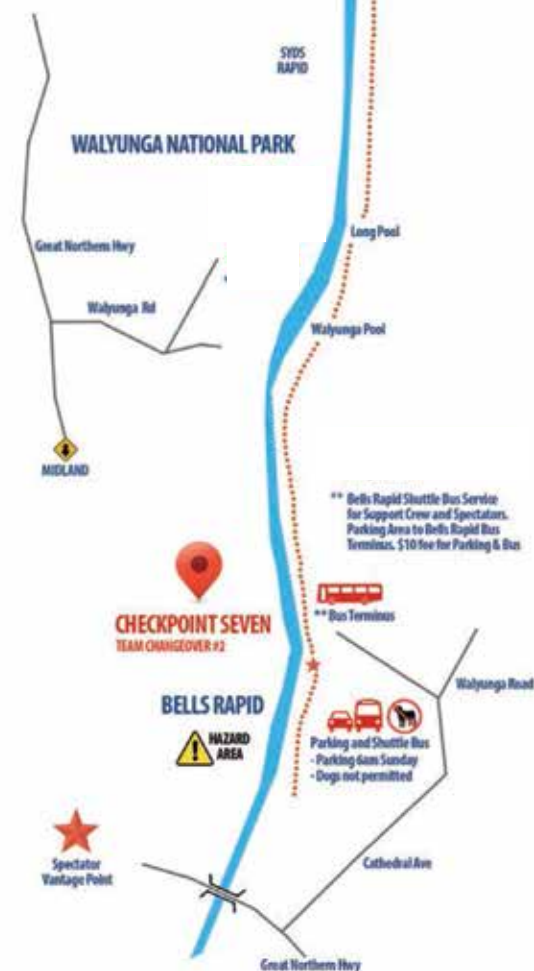 SYDS
RAPID
WALYUNGA NATIONAL PARK
Long Pool
Great Northern Hwy
Walyunga Rd
Walyunga Pool
MIDLAND
** Bells Rapid Shuttle Bus Service
for Support Crew and Spectators.
Parking Area to Bells Rapid Bus
Terminus. $10 fee for Parking & Bus
CHECKPOINT SEVEN
TEAM CHANGEOVER #2
** Bus Terminus
Walyunga Road
BELLS RAPID
HAZARD
AREA
Parking and Shuttle Bus
- Parking 6am Sunday
- Dogs not permitted
Spectator
Vantage Point
Cathedral Ave
Great Northern Hwy